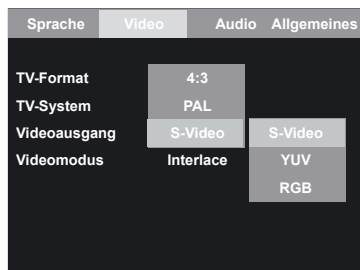 Sprache Video Audio Allgemeines
TV-Format 4:3
TV-System PAL
Videoausgang S-Video S-Video
Videomodus Interlace YUV
RGB